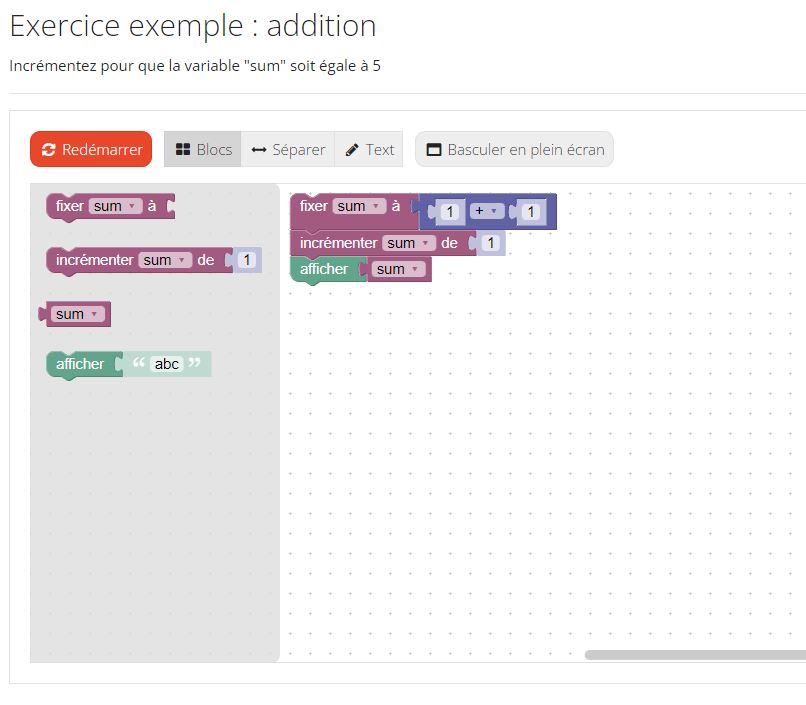 Exercice exemple : addition
Incrémentez pour que la variable "sum" soit égale à 5
Redémarrer Blocs Séparer Text Basculer en plein écran
fixer sum à
incrémenter sum de 1
sum
afficher “ abc ”
fixer sum à 1 + 1
incrémenter sum de 1
afficher sum